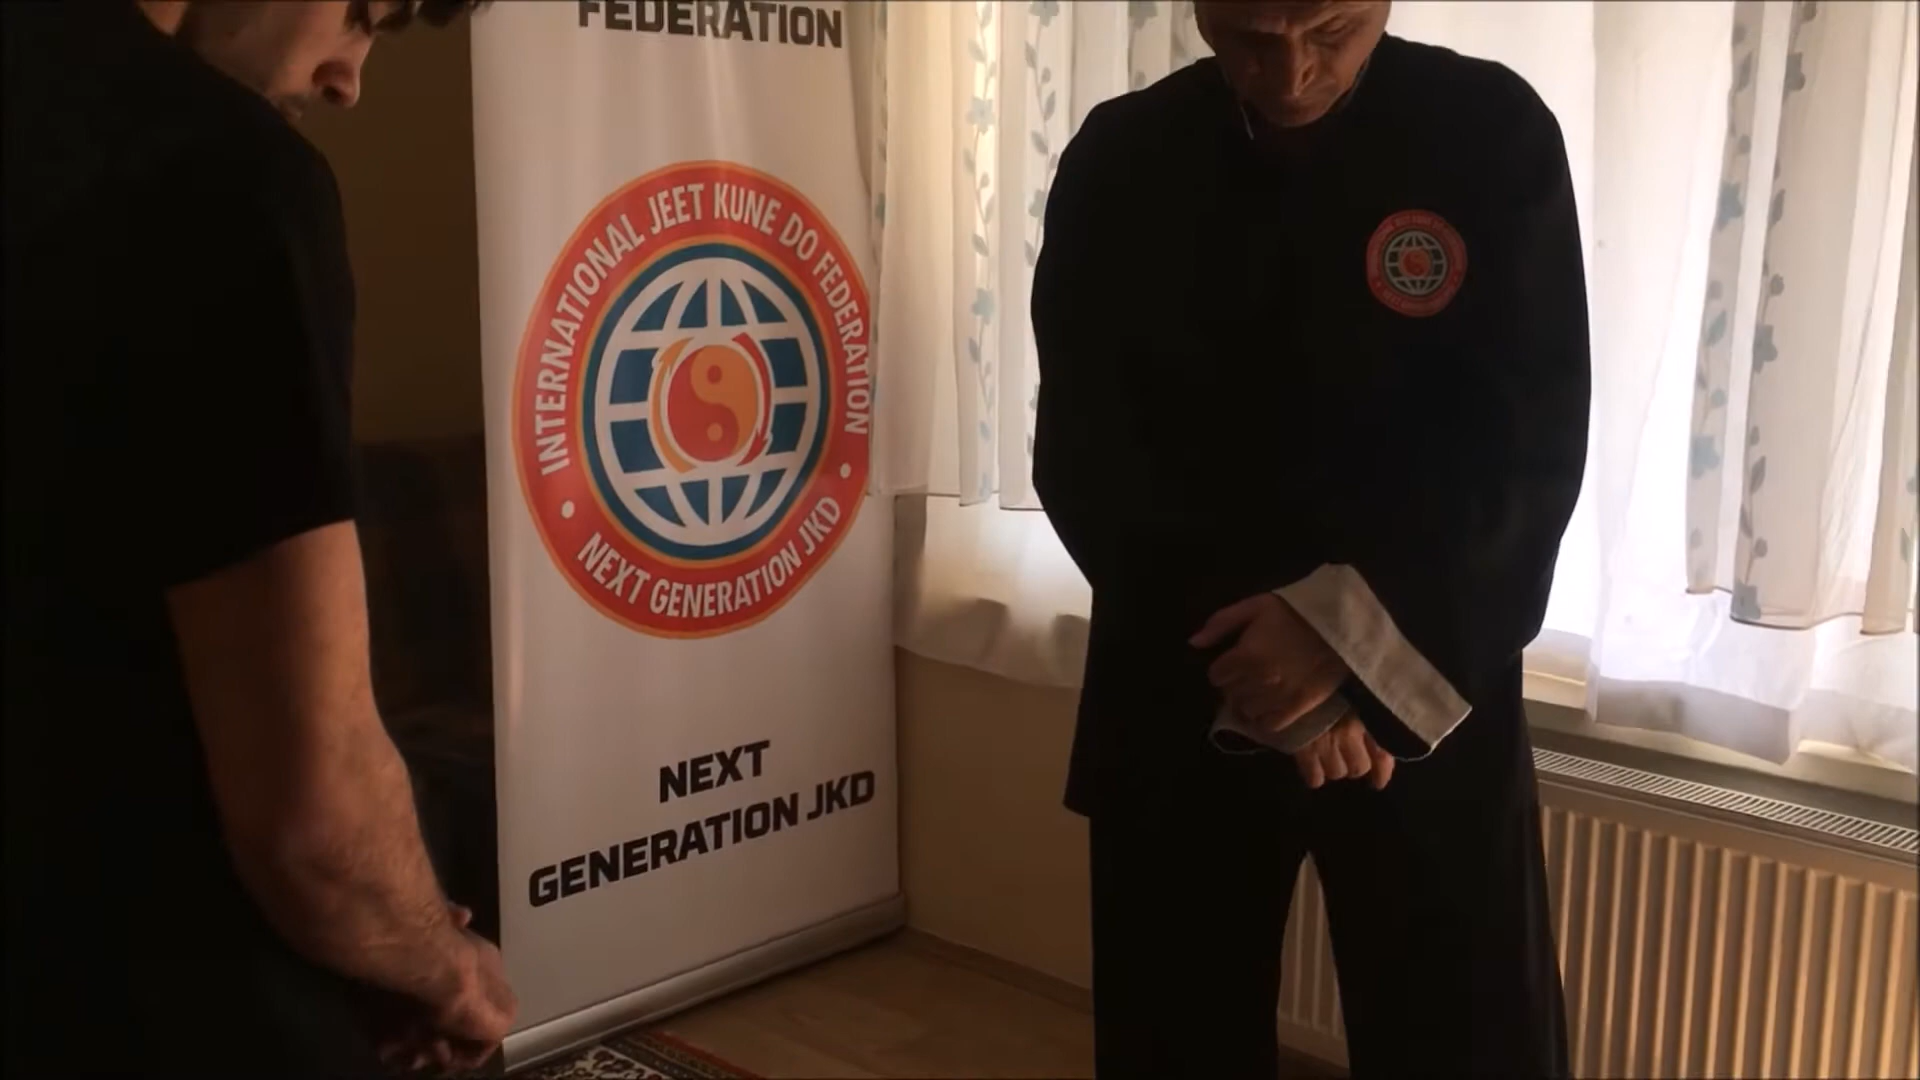 FEDERATION
INTERNATIONAL JEET KUNE DO FEDERATION
NEXT GENERATION JKD
NEXT
GENERATION JKD